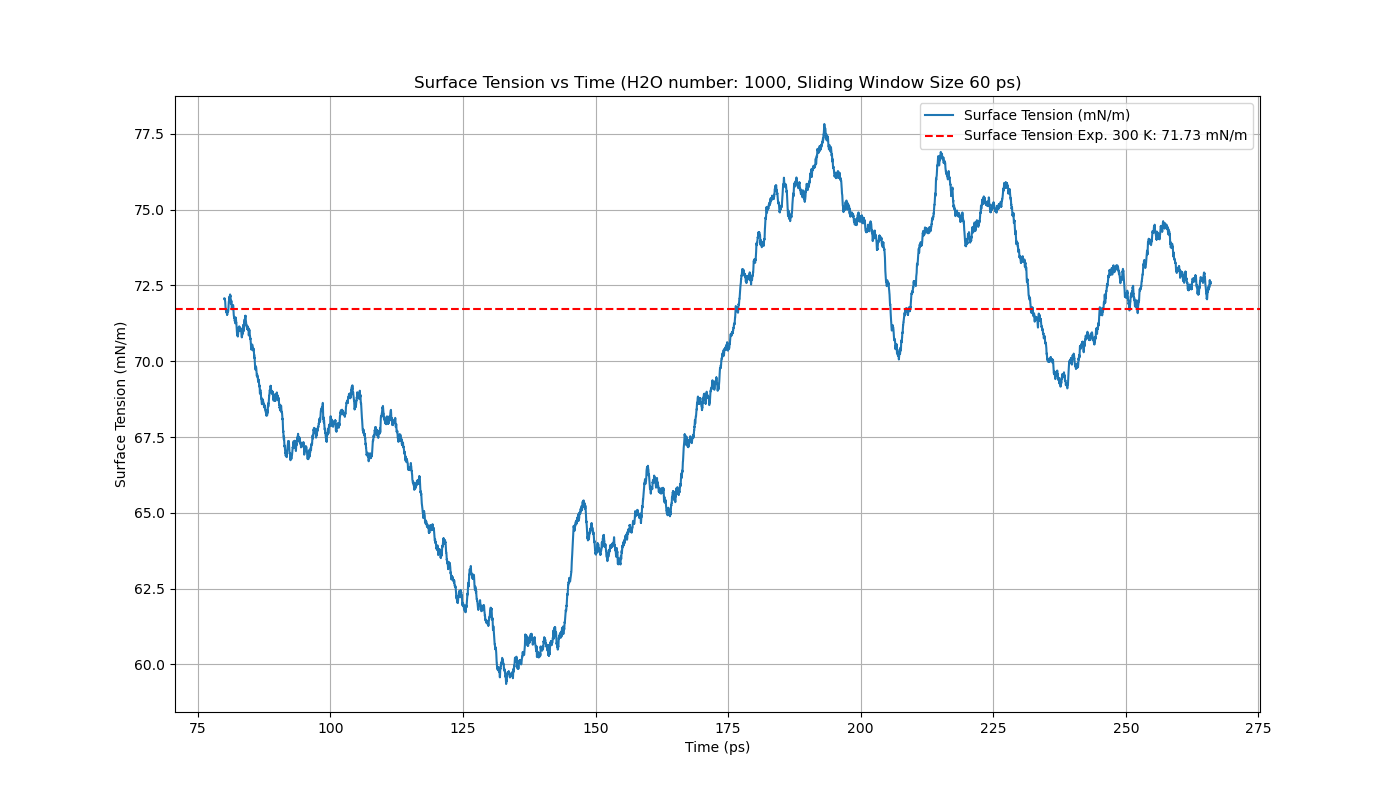 Surface Tension vs Time (H2O number: 1000, Sliding Window Size 60 ps)
Surface Tension (mN/m)
Surface Tension Exp. 300 K: 71.73 mN/m
Surface Tension (mN/m)
77.5
75.0
72.5
70.0
67.5
65.0
62.5
60.0
75 100 125 150 175 200 225 250 275
Time (ps)